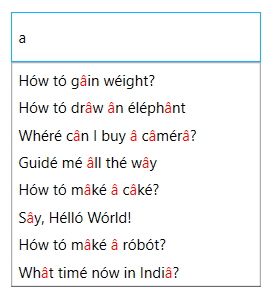 a
Hów tó gâin wéight?
Hów tó drâw ân éléphânt
Whéré cân I buy â câmérâ?
Guidé mé âll thé wây
Hów tó mâké â câké?
Sây, Hélló Wórld!
Hów tó mâké â róbót?
Whât timé nów in Indiâ?